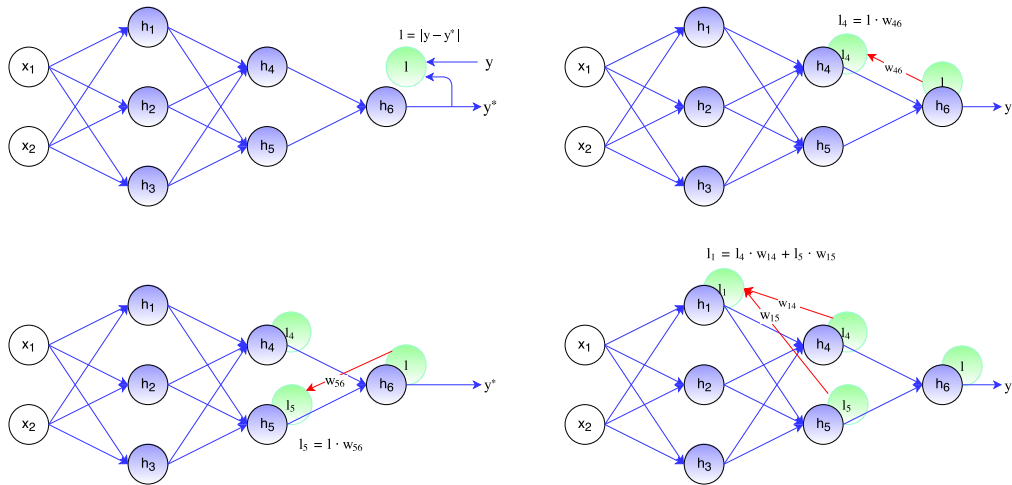 l = |y – y*|
h₁
x₁
h₄
l
y
h₂
h₆
y*
x₂
h₅
h₃
l₄ = l · w₄₆
h₁
l₄
x₁
h₄
w₄₆
l
h₂
h₆
y
x₂
h₅
h₃
h₁
l₄
x₁
h₄
l
w₅₆
h₂
h₆
y*
l₅
x₂
h₅
l₅ = l · w₅₆
h₃
l₁ = l₄ · w₁₄ + l₅ · w₁₅
l₁
h₁
w₁₄
w₁₅
l₄
x₁
h₄
l
h₂
h₆
y
l₅
x₂
h₅
h₃